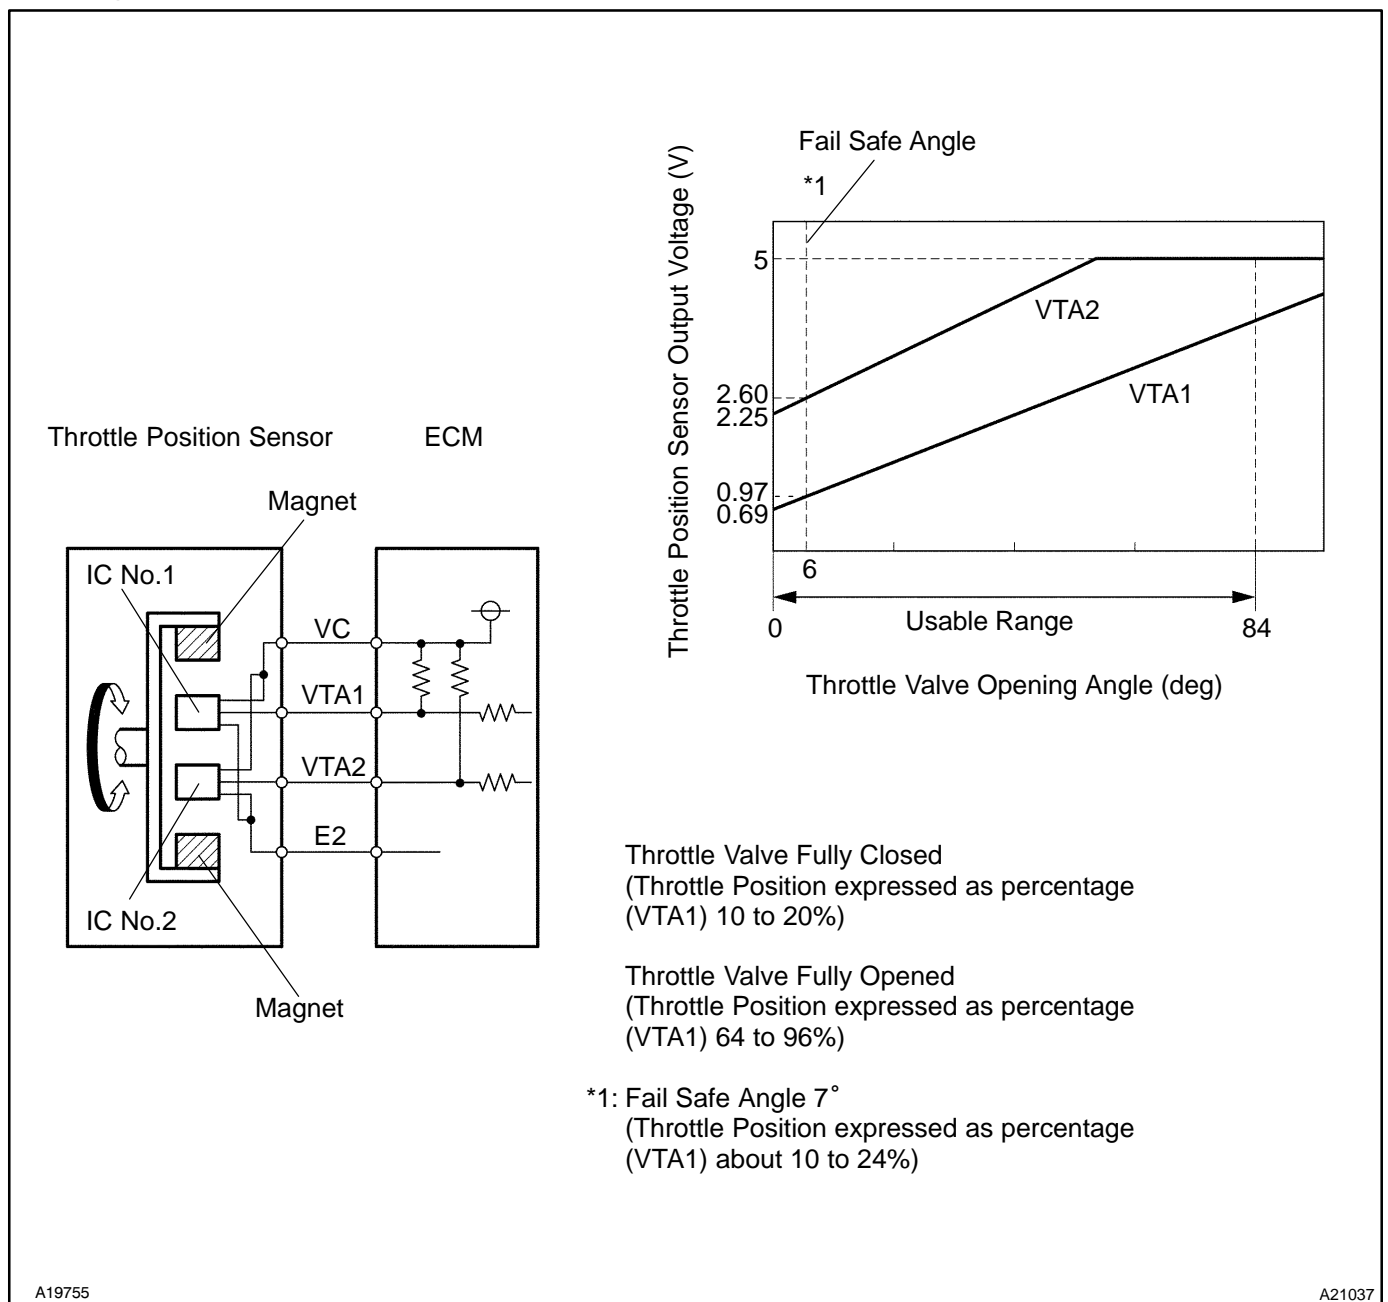 Fail Safe Angle
*1
Throttle Position Sensor Output Voltage (V)
5
VTA2
2.60
2.25
VTA1
0.97
0.69
6
Usable Range
0
84
Throttle Valve Opening Angle (deg)
Throttle Position Sensor
ECM
Magnet
IC No.1
VC
VTA1
VTA2
E2
IC No.2
Magnet
Throttle Valve Fully Closed
(Throttle Position expressed as percentage
(VTA1) 10 to 20%)
Throttle Valve Fully Opened
(Throttle Position expressed as percentage
(VTA1) 64 to 96%)
*1: Fail Safe Angle 7°
(Throttle Position expressed as percentage
(VTA1) about 10 to 24%)
A19755
A21037